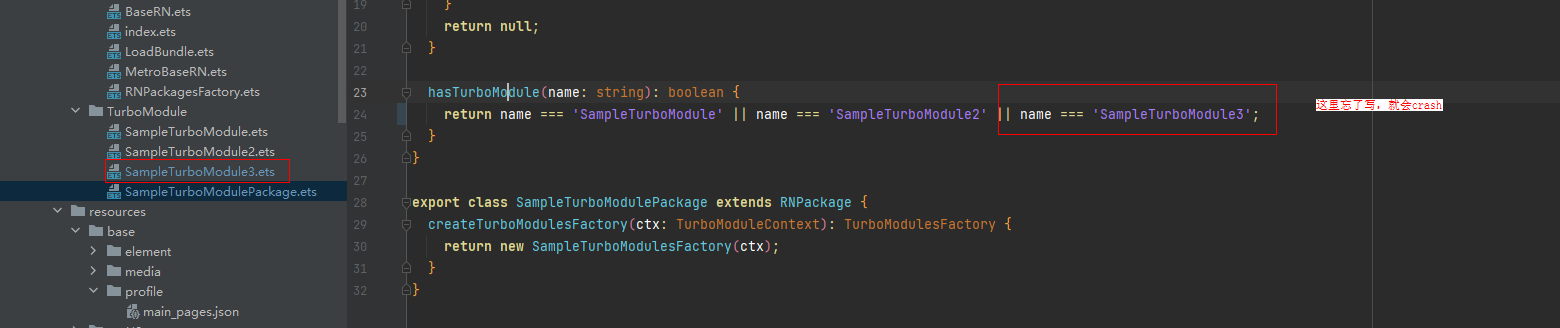 BaseRN.ets
index.ets
LoadBundle.ets
MetroBaseRN.ets
RNPackagesFactory.ets
TurboModule
SampleTurboModule.ets
SampleTurboModule2.ets
SampleTurboModule3.ets
SampleTurboModulePackage.ets
resources
base
element
media
profile
main_pages.json
19 }
20 return null;
21 }
22
23 hasTurboModule(name: string): boolean {
24 return name === 'SampleTurboModule' || name === 'SampleTurboModule2' || name === 'SampleTurboModule3';
25 }
26 }
27
28 export class SampleTurboModulePackage extends RNPackage {
29 createTurboModulesFactory(ctx: TurboModuleContext): TurboModulesFactory {
30 return new SampleTurboModulesFactory(ctx);
31 }
32 }
这里忘了写，就会crash